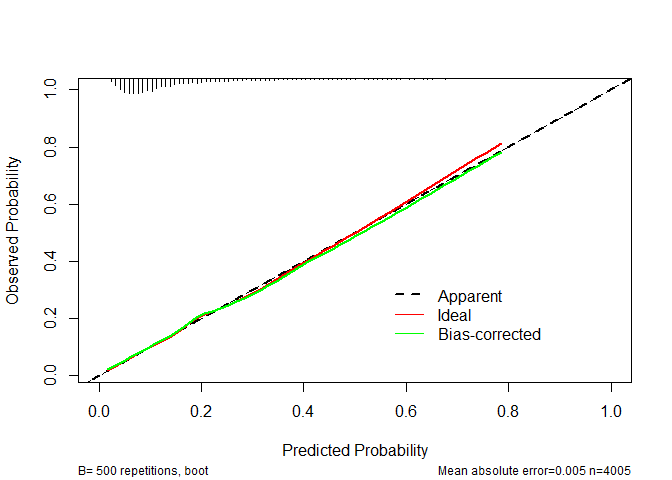 Observed Probability
1.0
0.8
0.6
0.4
0.2
0.0
Apparent
Ideal
Bias-corrected
0.0 0.2 0.4 0.6 0.8 1.0
Predicted Probability
B= 500 repetitions, boot
Mean absolute error=0.005 n=4005